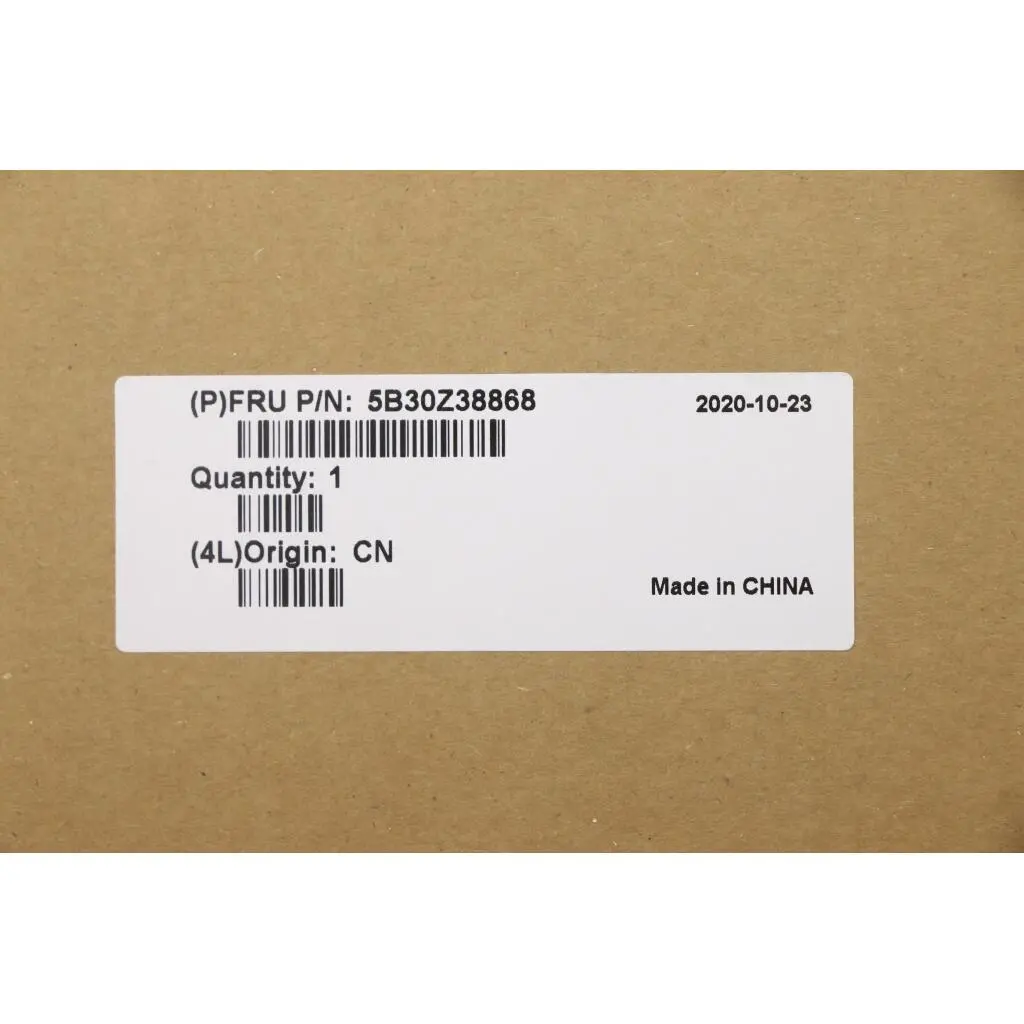 (P)FRU P/N: 5B30Z38868
2020-10-23
Quantity: 1
(4L)Origin: CN
Made in CHINA